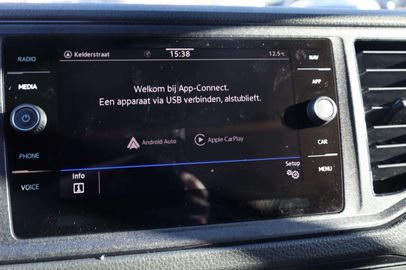 RADIO
MEDIA
PHONE
VOICE
Kelderstraat
15:38
12.5°C
Welkom bij App-Connect.
Een apparaat via USB verbinden, alstublieft.
Android Auto
Apple CarPlay
Info
Setup
NAV
APP
CAR
MENU